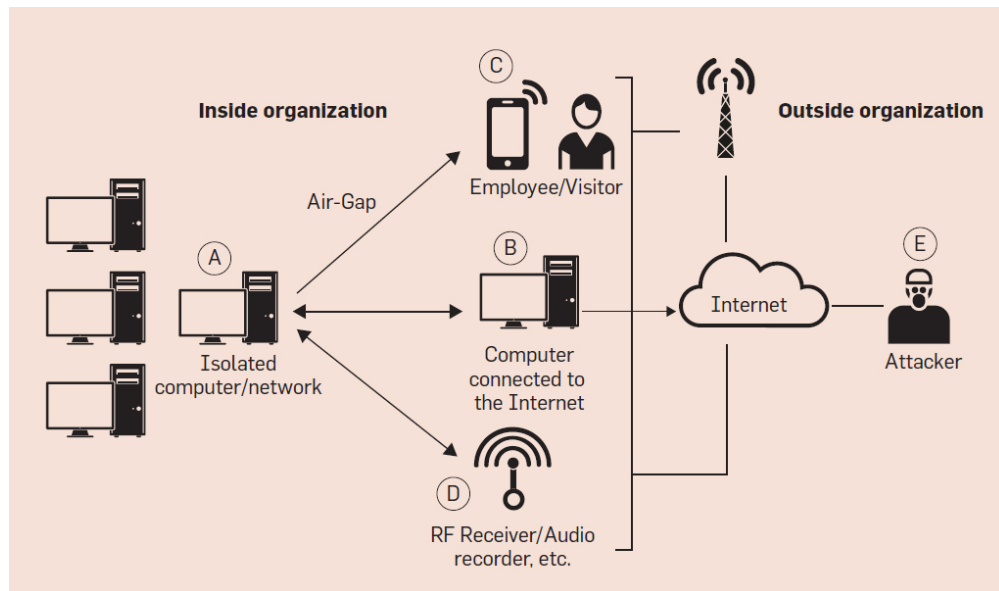 C
Inside organization
Outside organization
Employee/Visitor
Air-Gap
A
B
E
Internet
Isolated
computer/network
Computer
connected to
the Internet
Attacker
D
RF Receiver/Audio
recorder, etc.